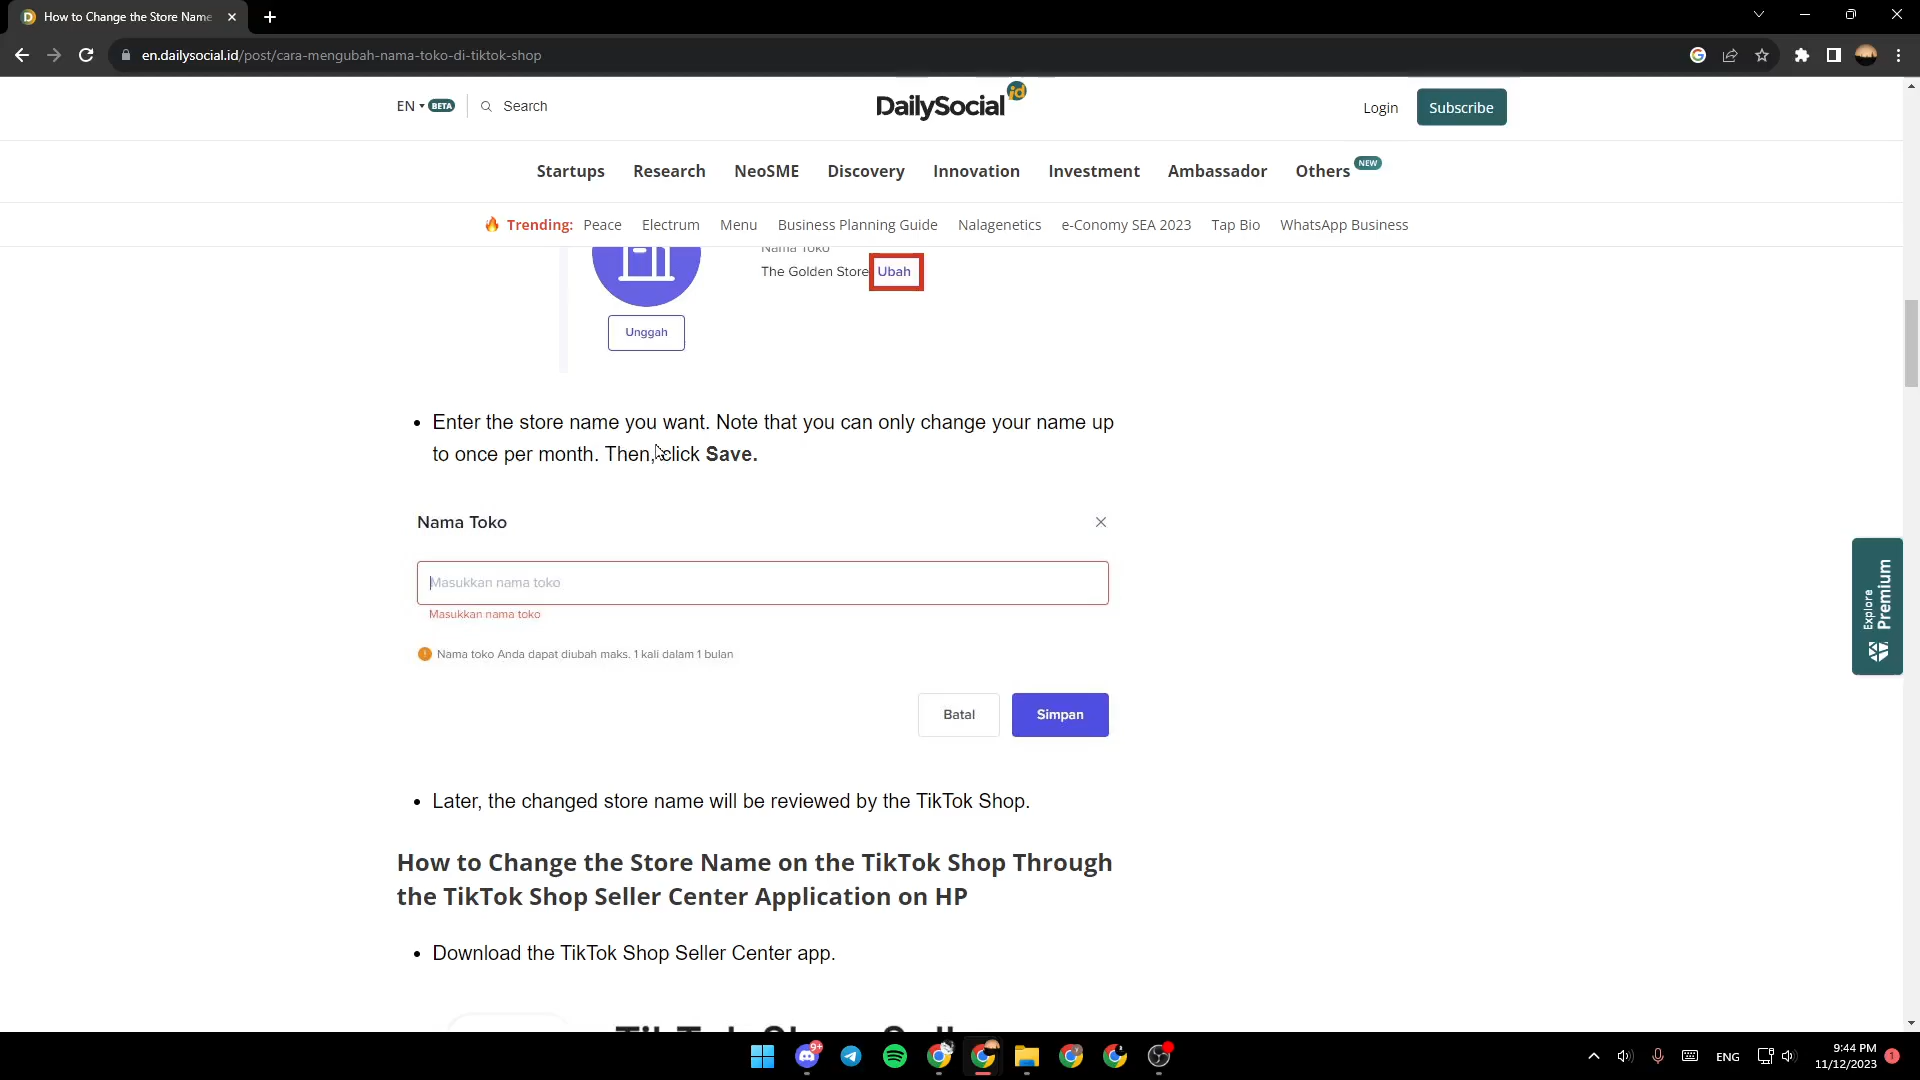 How to Change the Store Name
en.dailysocial.id/post/cara-mengubah-nama-toko-di-tiktok-shop
EN BETA Search
DailySocial id
Login Subscribe
Startups Research NeoSME Discovery Innovation Investment Ambassador Others NEW
Trending: Peace Electrum Menu Business Planning Guide Nalagenetics e-Conomy SEA 2023 Tap Bio WhatsApp Business
Nama Toko
The Golden Store Ubah
Unggah
• Enter the store name you want. Note that you can only change your name up
to once per month. Then, click Save.
Nama Toko
Masukkan nama toko
Masukkan nama toko
Nama toko Anda dapat diubah maks. 1 kali dalam 1 bulan
Batal Simpan
Explore
Premium
• Later, the changed store name will be reviewed by the TikTok Shop.
How to Change the Store Name on the TikTok Shop Through
the TikTok Shop Seller Center Application on HP
• Download the TikTok Shop Seller Center app.
9+
ENG
9:44 PM
11/12/2023
1